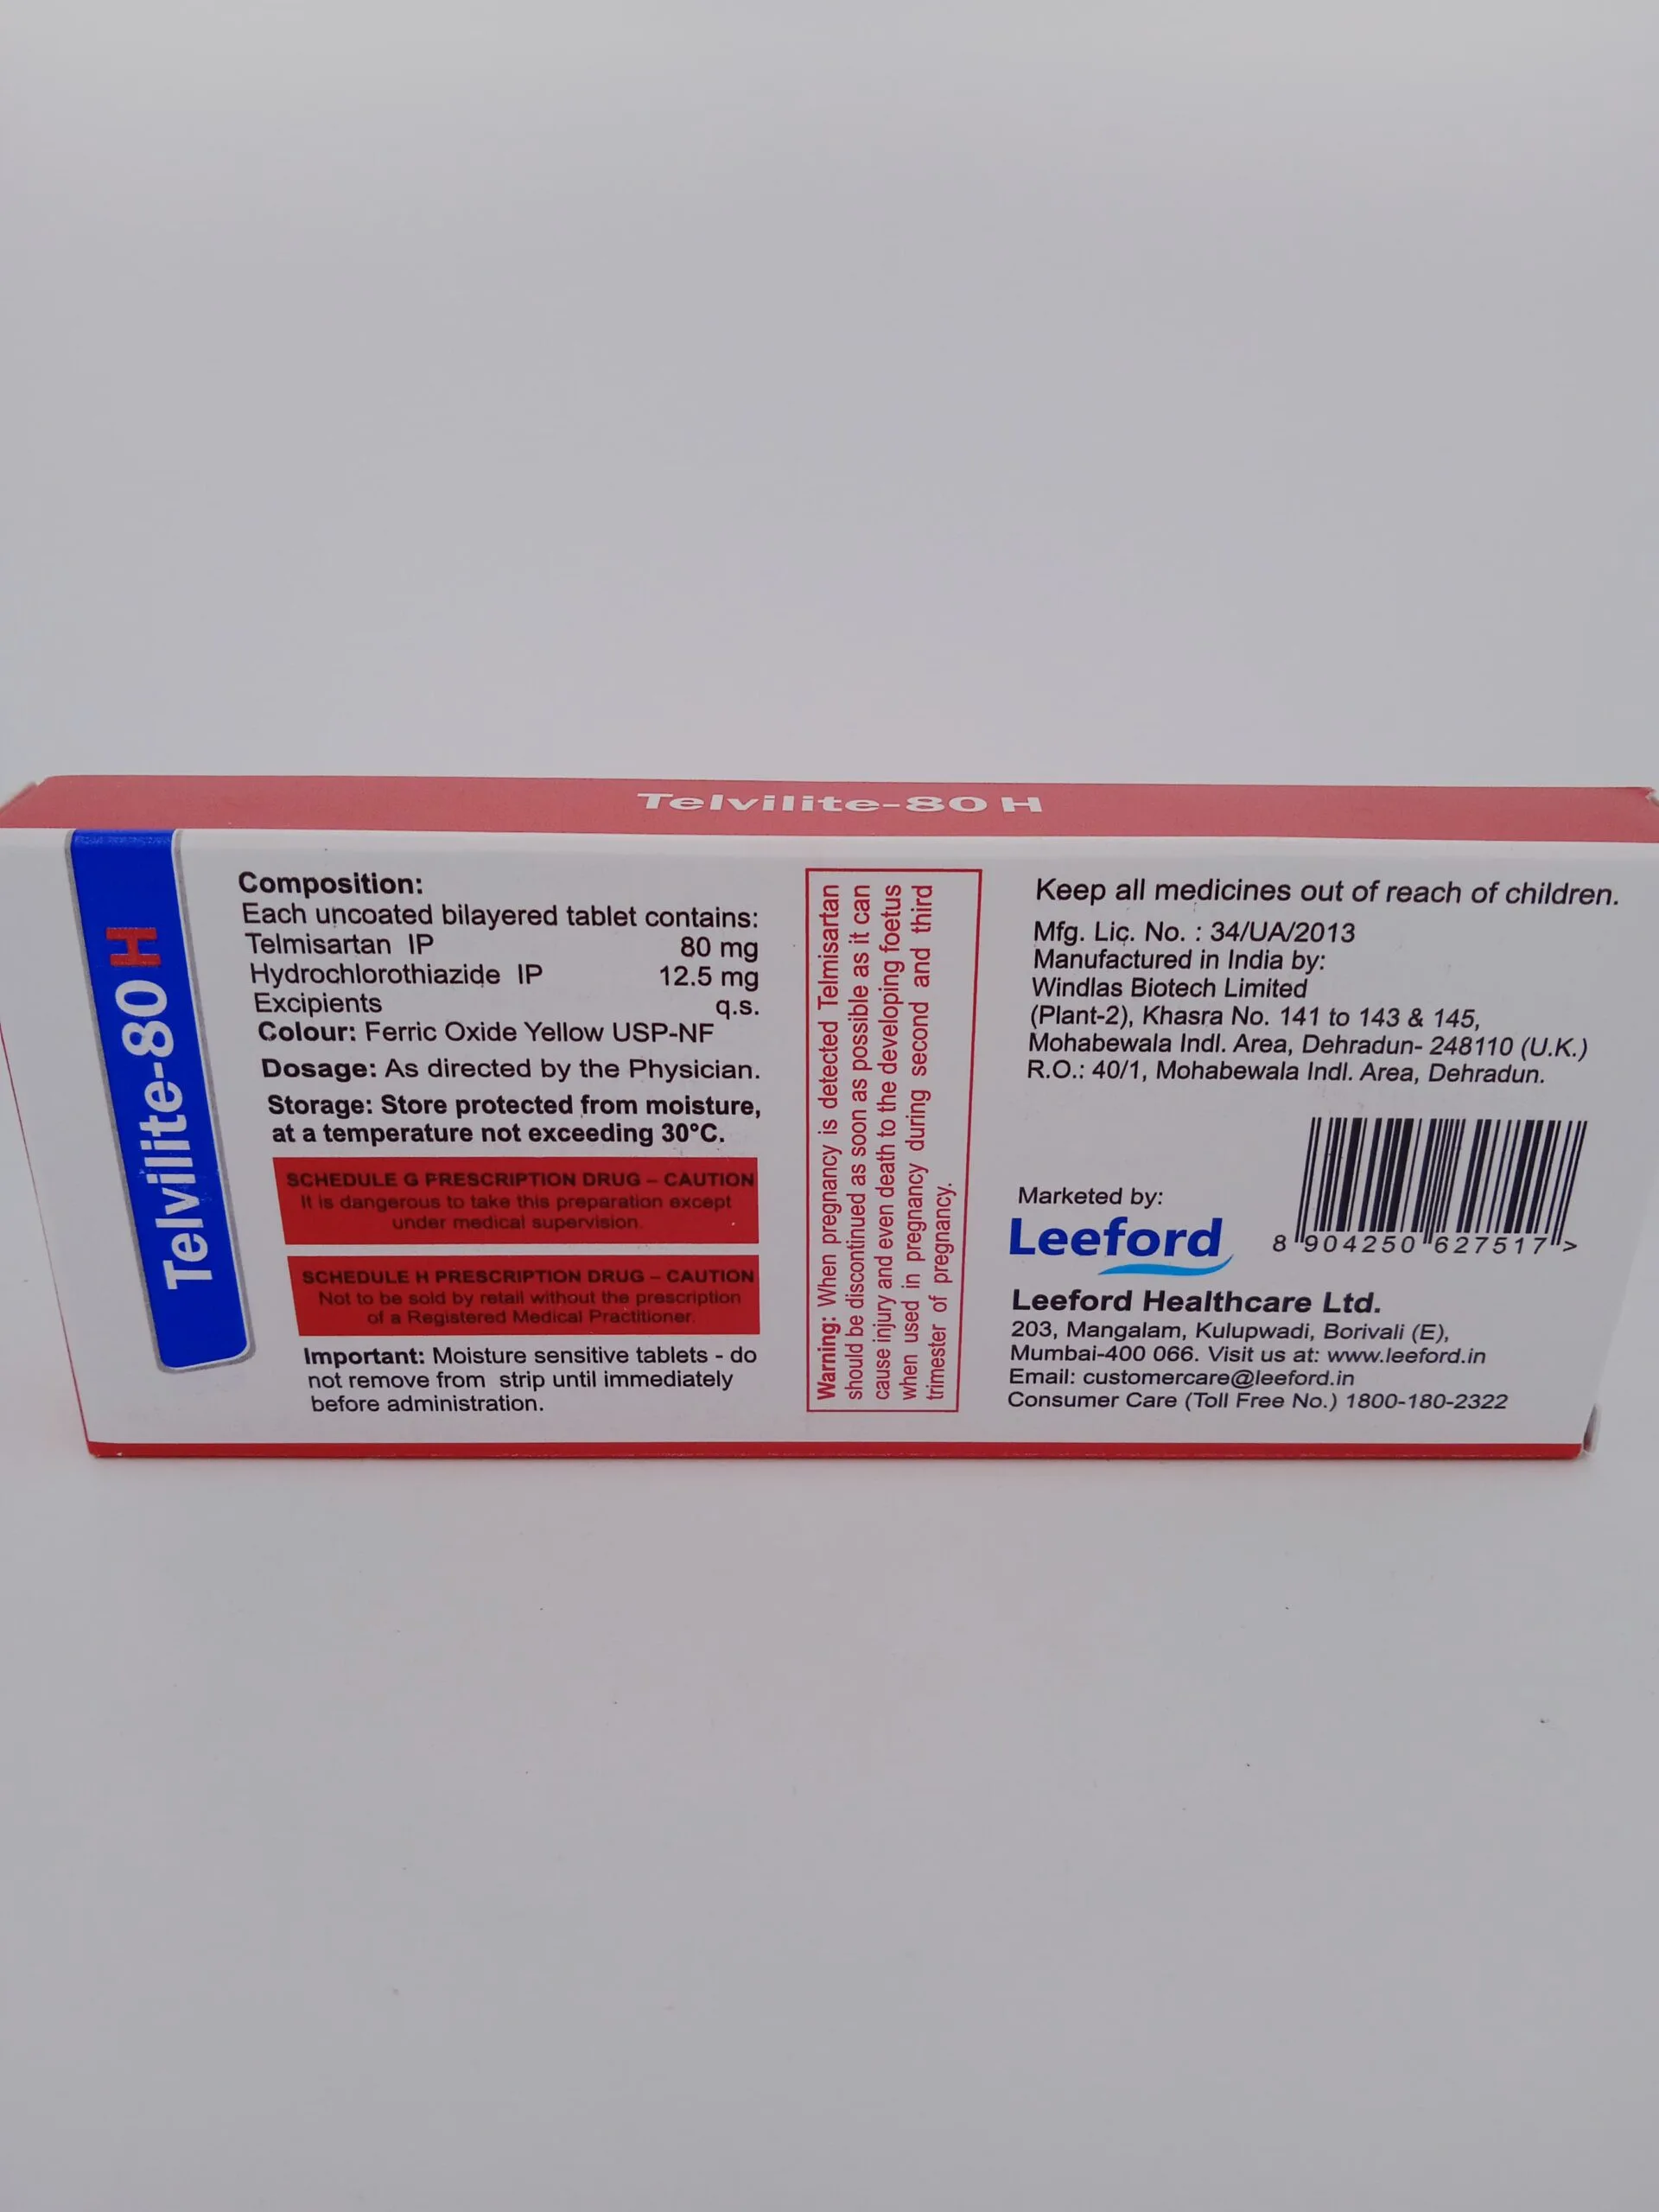 Telvilite-80 H
Telvilite-80 H
Composition:
Each uncoated bilayered tablet contains:
Telmisartan IP 80 mg
Hydrochlorothiazide IP 12.5 mg
Excipients q.s.
Colour: Ferric Oxide Yellow USP-NF
Dosage: As directed by the Physician.
Storage: Store protected from moisture,
at a temperature not exceeding 30°C.
SCHEDULE G PRESCRIPTION DRUG – CAUTION
It is dangerous to take this preparation except
under medical supervision.
SCHEDULE H PRESCRIPTION DRUG – CAUTION
Not to be sold by retail without the prescription
of a Registered Medical Practitioner.
Important: Moisture sensitive tablets - do
not remove from strip until immediately
before administration.
Warning: When pregnancy is detected Telmisartan
should be discontinued as soon as possible as it can
cause injury and even death to the developing foetus
when used in pregnancy during second and third
trimester of pregnancy.
Keep all medicines out of reach of children.
Mfg. Lic. No. : 34/UA/2013
Manufactured in India by:
Windlas Biotech Limited
(Plant-2), Khasra No. 141 to 143 & 145,
Mohabewala Indl. Area, Dehradun- 248110 (U.K.)
R.O.: 40/1, Mohabewala Indl. Area, Dehradun.
8 904250 627517 >
Marketed by:
Leeford
Leeford Healthcare Ltd.
203, Mangalam, Kulupwadi, Borivali (E),
Mumbai-400 066. Visit us at: www.leeford.in
Email: customercare@leeford.in
Consumer Care (Toll Free No.) 1800-180-2322